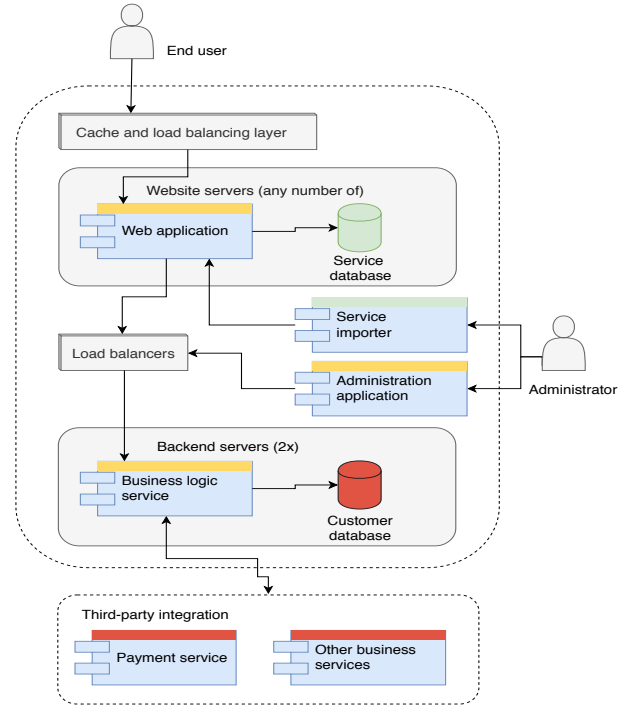 End user
Cache and load balancing layer
Website servers (any number of)
Web application
Service
database
Service
importer
Load balancers
Administration
application
Administrator
Backend servers (2x)
Business logic
service
Customer
database
Third-party integration
Payment service
Other business
services